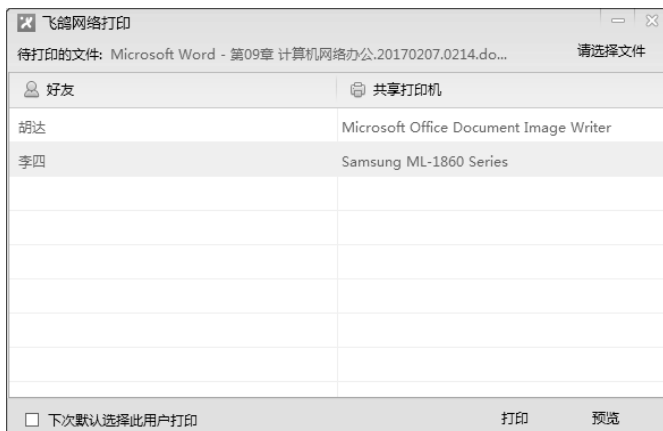 飞鸽网络打印
待打印的文件: Microsoft Word - 第09章 计算机网络办公.20170207.0214.do... 请选择文件
好友 共享打印机
胡达 Microsoft Office Document Image Writer
李四 Samsung ML-1860 Series
下次默认选择此用户打印 打印 预览